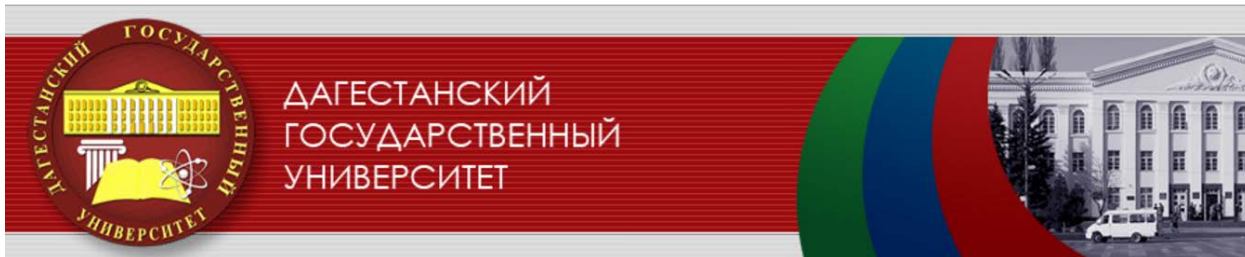 ДАГЕСТАНСКИЙ ГОСУДАРСТВЕННЫЙ
УНИВЕРСИТЕТ
ДАГЕСТАНСКИЙ
ГОСУДАРСТВЕННЫЙ
УНИВЕРСИТЕТ